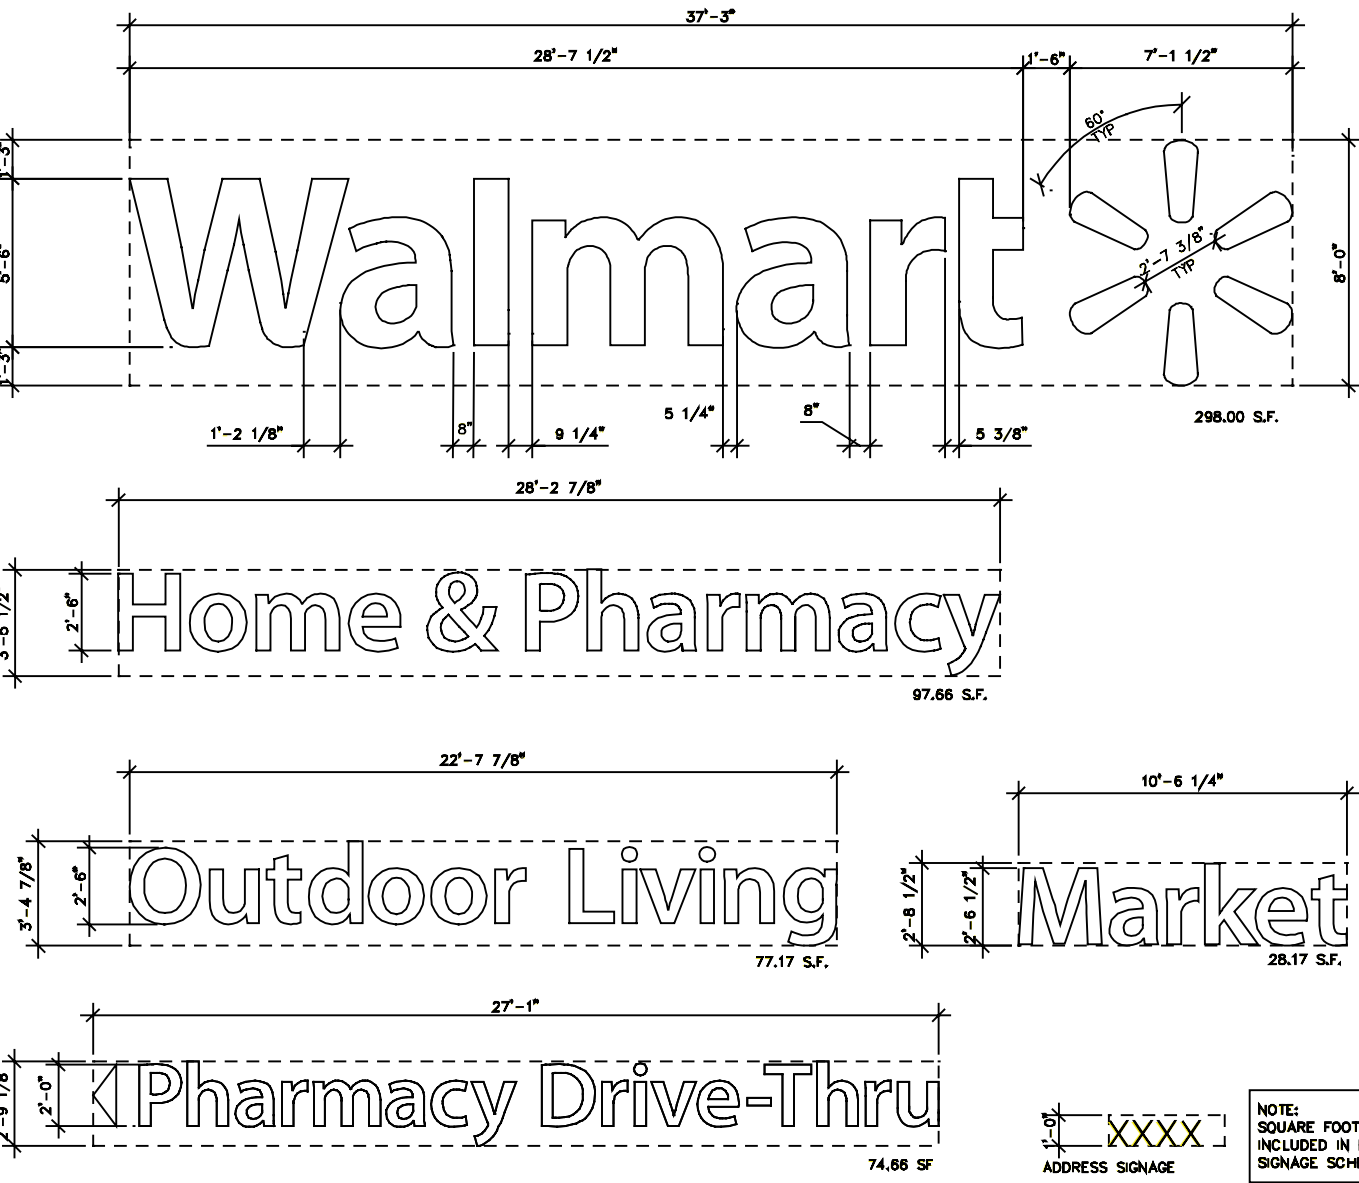 37'-3"
28'-7 1/2"
1'-6"
7'-1 1/2"
60°
TYP
5'-6"
Walmart
2'-7 3/8"
TYP
8'-0"
1'-2 1/8"
8"
9 1/4"
5 1/4"
8"
5 3/8"
298.00 S.F.
28'-2 7/8"
2'-6"
Home & Pharmacy
97.66 S.F.
22'-7 7/8"
3'-4 7/8"
2'-6"
Outdoor Living
77.17 S.F.
10'-6 1/4"
2'-8 1/2"
2'-6 1/2"
Market
28.17 S.F.
27'-1"
2'-0"
Pharmacy Drive-Thru
74.66 SF
1'-0"
XXXX
ADDRESS SIGNAGE
NOTE:
SQUARE FOOT
INCLUDED IN
SIGNAGE